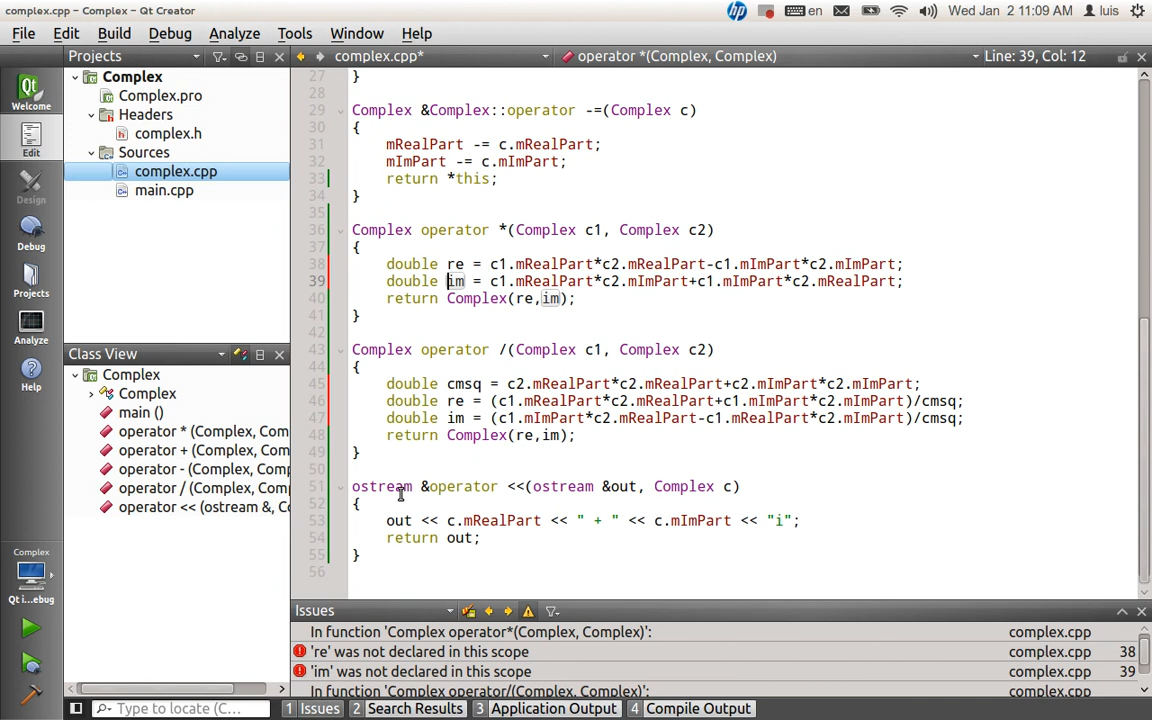 complex.cpp – Complex – Qt Creator
en
Wed Jan 2 11:09 AM
luis
File Edit Build Debug Analyze Tools Window Help
Projects
complex.cpp*
operator *(Complex, Complex)
Line: 39, Col: 12
Welcome
Edit
Design
Debug
Projects
Analyze
Help
Complex
Complex.pro
Headers
complex.h
Sources
complex.cpp
main.cpp
Class View
Complex
Complex
main ()
operator * (Complex, Com
operator + (Complex, Con
operator - (Complex, Comp
operator / (Complex, Com
operator << (ostream &, C
27 }
28
29 Complex &Complex::operator -=(Complex c)
30 {
31 mRealPart -= c.mRealPart;
32 mImPart -= c.mImPart;
33 return *this;
34 }
35
36 Complex operator *(Complex c1, Complex c2)
37 {
38 double re = c1.mRealPart*c2.mRealPart-c1.mImPart*c2.mImPart;
39 double im = c1.mRealPart*c2.mImPart+c1.mImPart*c2.mRealPart;
40 return Complex(re,im);
41 }
42
43 Complex operator /(Complex c1, Complex c2)
44 {
45 double cmsq = c2.mRealPart*c2.mRealPart+c2.mImPart*c2.mImPart;
46 double re = (c1.mRealPart*c2.mRealPart+c1.mImPart*c2.mImPart)/cmsq;
47 double im = (c1.mImPart*c2.mRealPart-c1.mRealPart*c2.mImPart)/cmsq;
48 return Complex(re,im);
49 }
50
51 ostream &operator <<(ostream &out, Complex c)
52 {
53 out << c.mRealPart << " + " << c.mImPart << "i";
54 return out;
55 }
56
Complex
Qt i...ebug
Issues
In function 'Complex operator*(Complex, Complex)': complex.cpp
're' was not declared in this scope complex.cpp 38
'im' was not declared in this scope complex.cpp 39
In function 'Complex operator/(Complex, Complex)': complex.cpp
Type to locate (C...
1 Issues 2 Search Results 3 Application Output 4 Compile Output